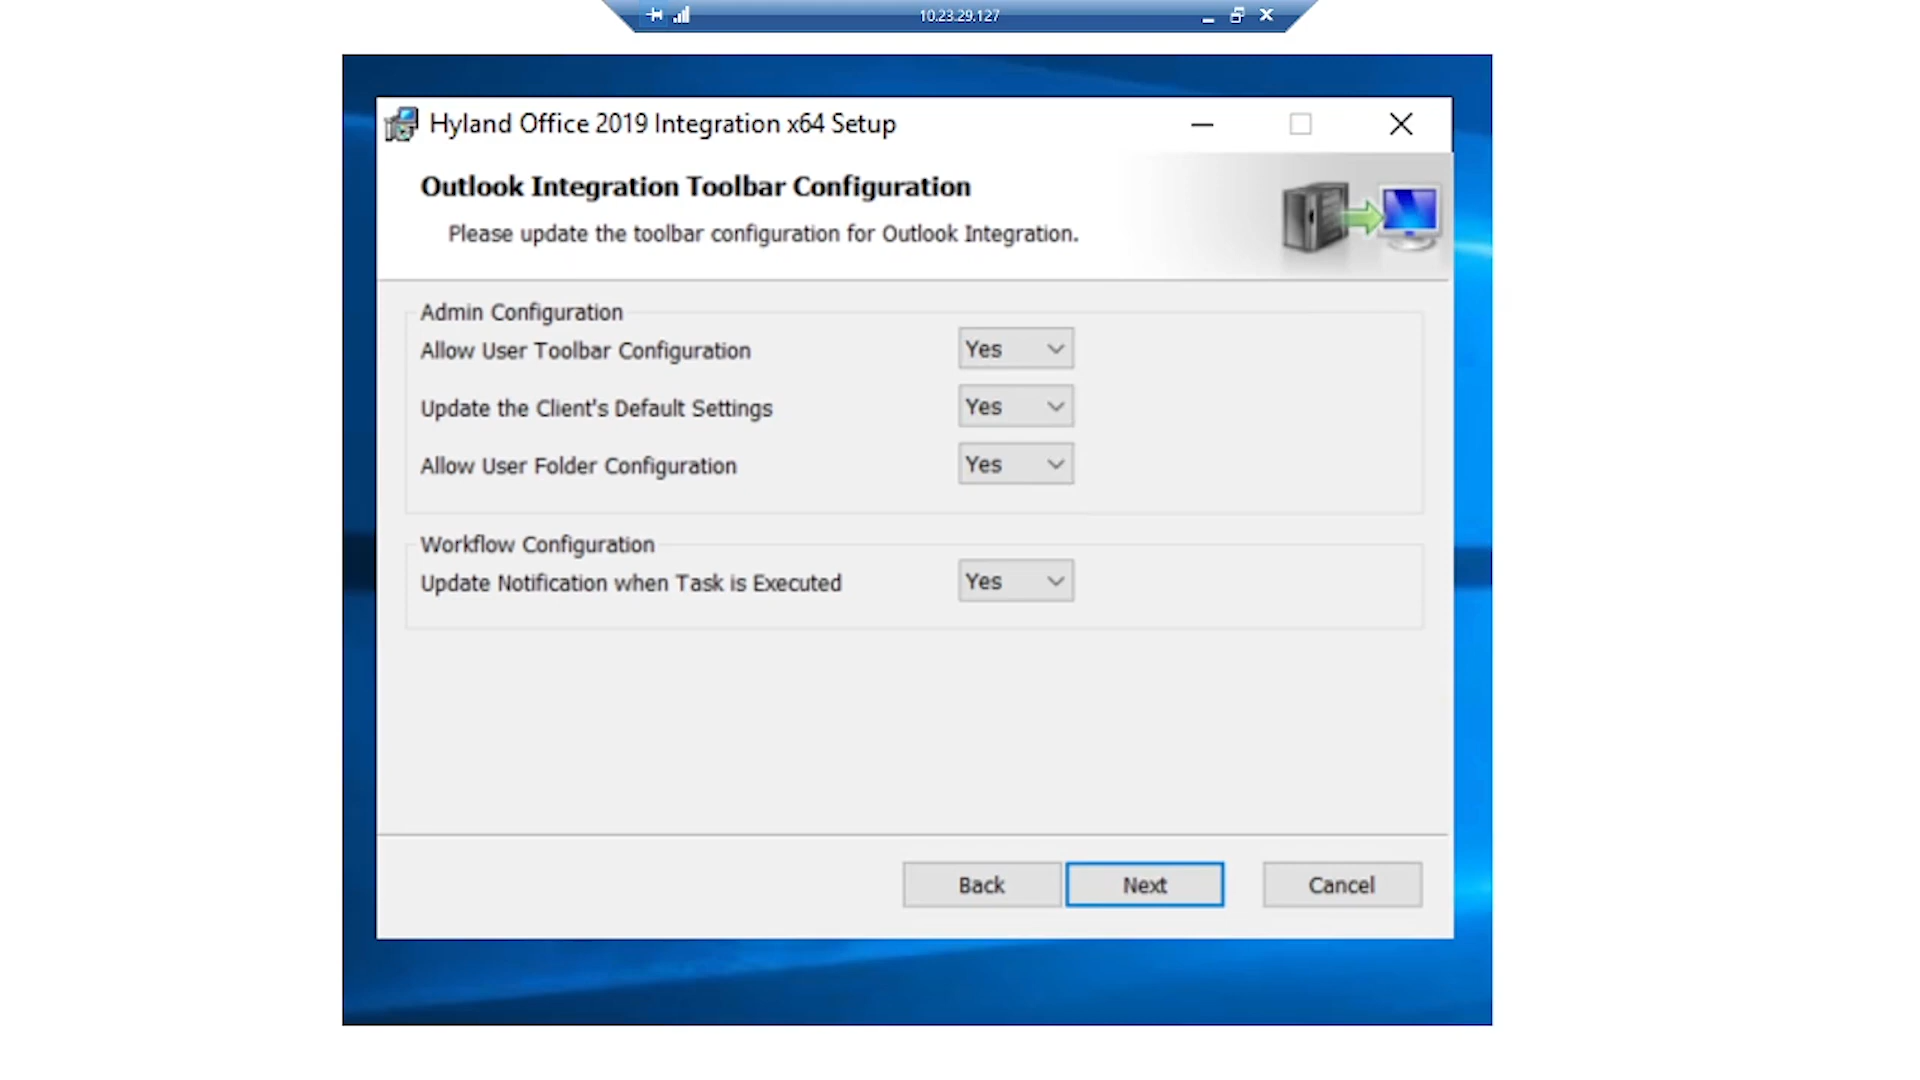 10.23.29.127
Hyland Office 2019 Integration x64 Setup
Outlook Integration Toolbar Configuration
Please update the toolbar configuration for Outlook Integration.
Admin Configuration
Allow User Toolbar Configuration Yes
Update the Client's Default Settings Yes
Allow User Folder Configuration Yes
Workflow Configuration
Update Notification when Task is Executed Yes
Back Next Cancel